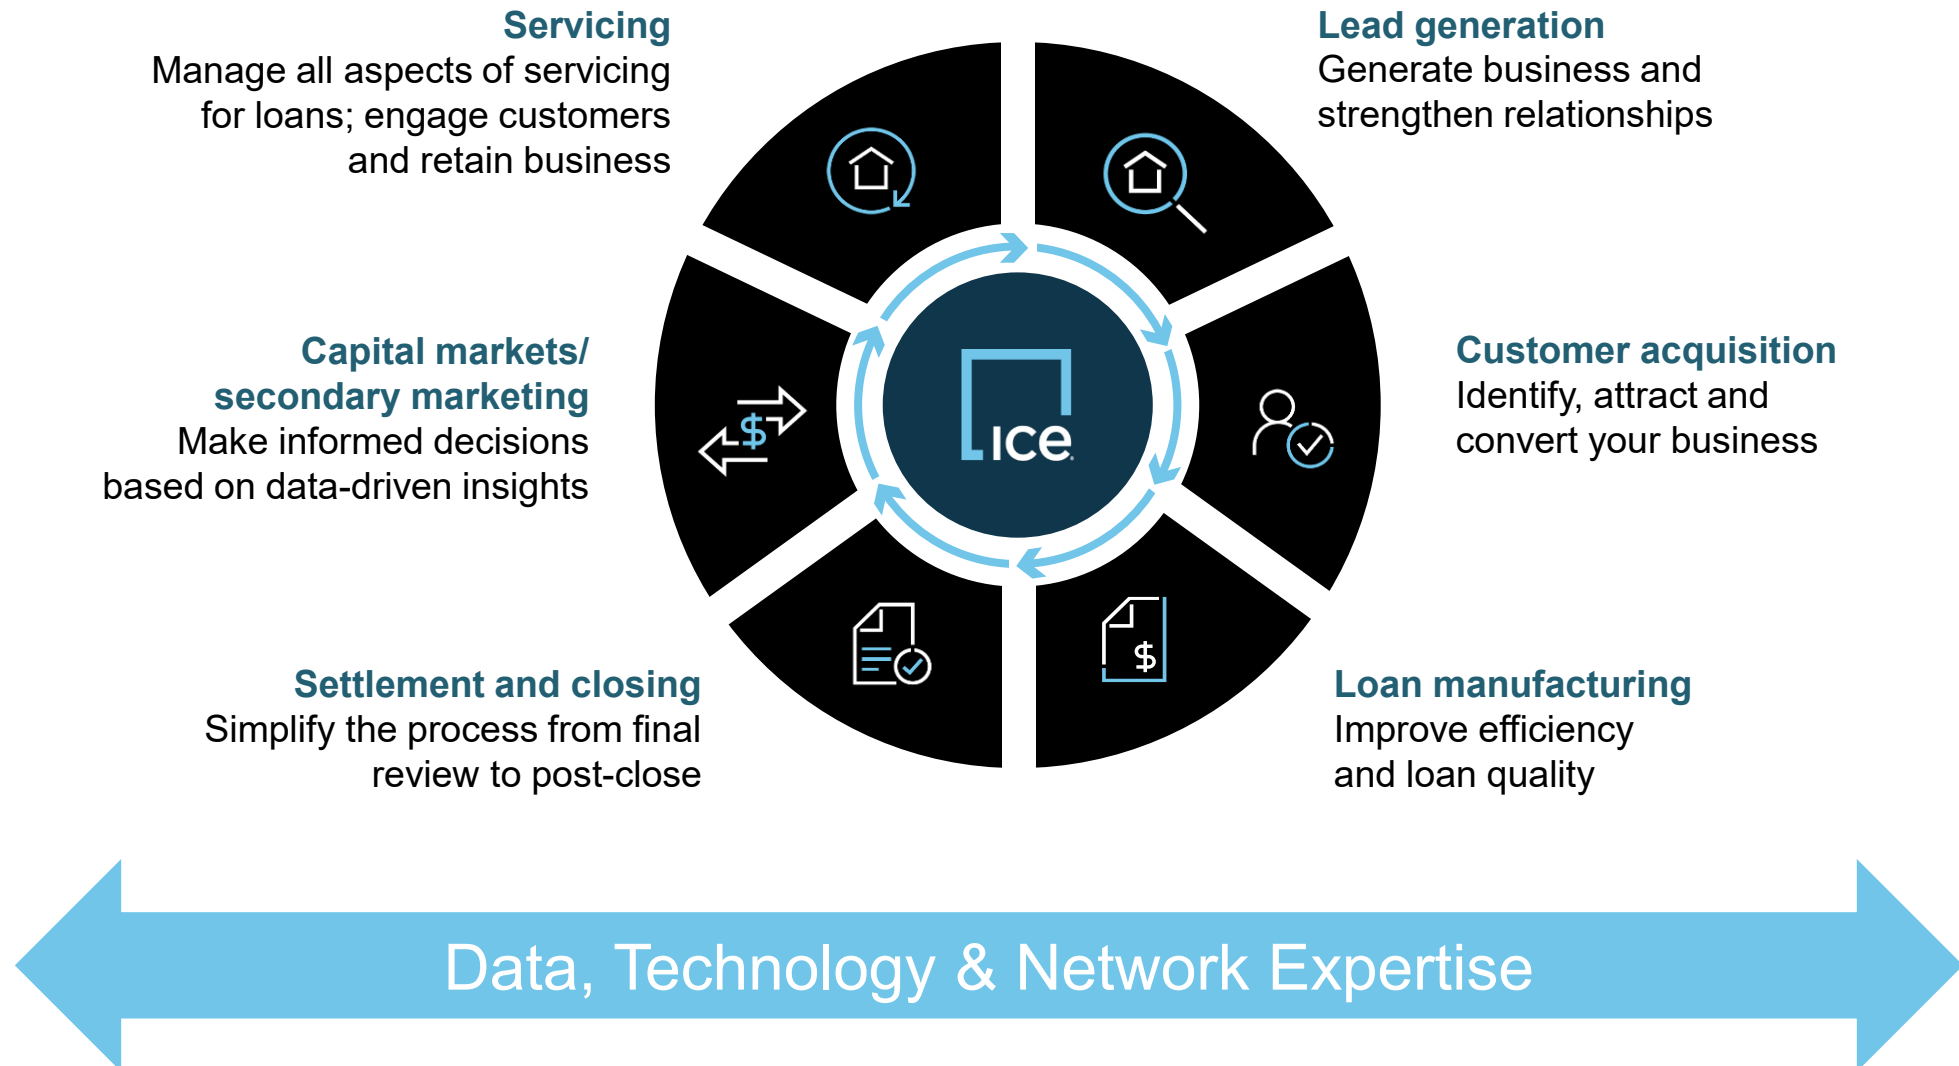 Servicing
Manage all aspects of servicing
for loans; engage customers
and retain business
Lead generation
Generate business and
strengthen relationships
Capital markets/
secondary marketing
Make informed decisions
based on data-driven insights
$
ice
Customer acquisition
Identify, attract and
convert your business
Settlement and closing
Simplify the process from final
review to post-close
$
Loan manufacturing
Improve efficiency
and loan quality
Data, Technology & Network Expertise